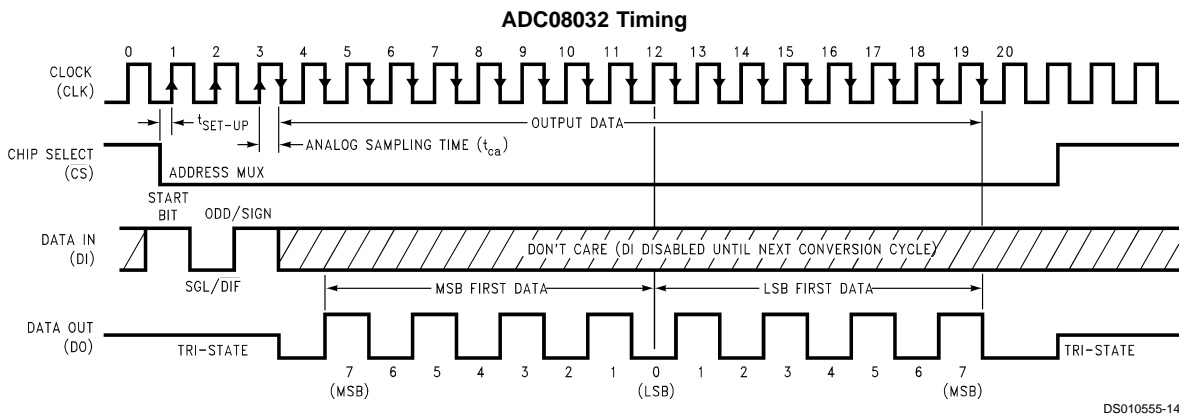 ADC08032 Timing
0 1 2 3 4 5 6 7 8 9 10 11 12 13 14 15 16 17 18 19 20
CLOCK
(CLK)
tSET-UP
OUTPUT DATA
ANALOG SAMPLING TIME (tca)
CHIP SELECT
(C̅S̅)
ADDRESS MUX
START
BIT
ODD/SIGN
DATA IN
(DI)
DON'T CARE (DI DISABLED UNTIL NEXT CONVERSION CYCLE)
SGL/D̅I̅F̅
MSB FIRST DATA
LSB FIRST DATA
DATA OUT
(DO)
TRI-STATE
TRI-STATE
7 6 5 4 3 2 1 0 1 2 3 4 5 6 7
(MSB) (LSB) (MSB)
DS010555-14